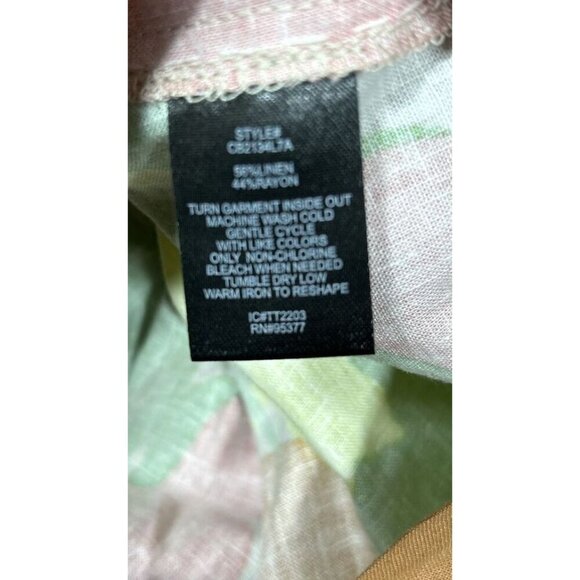 STYLE#
CB2134L7A
56%LINEN
44%RAYON
TURN GARMENT INSIDE OUT
MACHINE WASH COLD
GENTLE CYCLE
WITH LIKE COLORS
ONLY NON-CHLORINE
BLEACH WHEN NEEDED
TUMBLE DRY LOW
WARM IRON TO RESHAPE
IC#TT2203
RN#95377